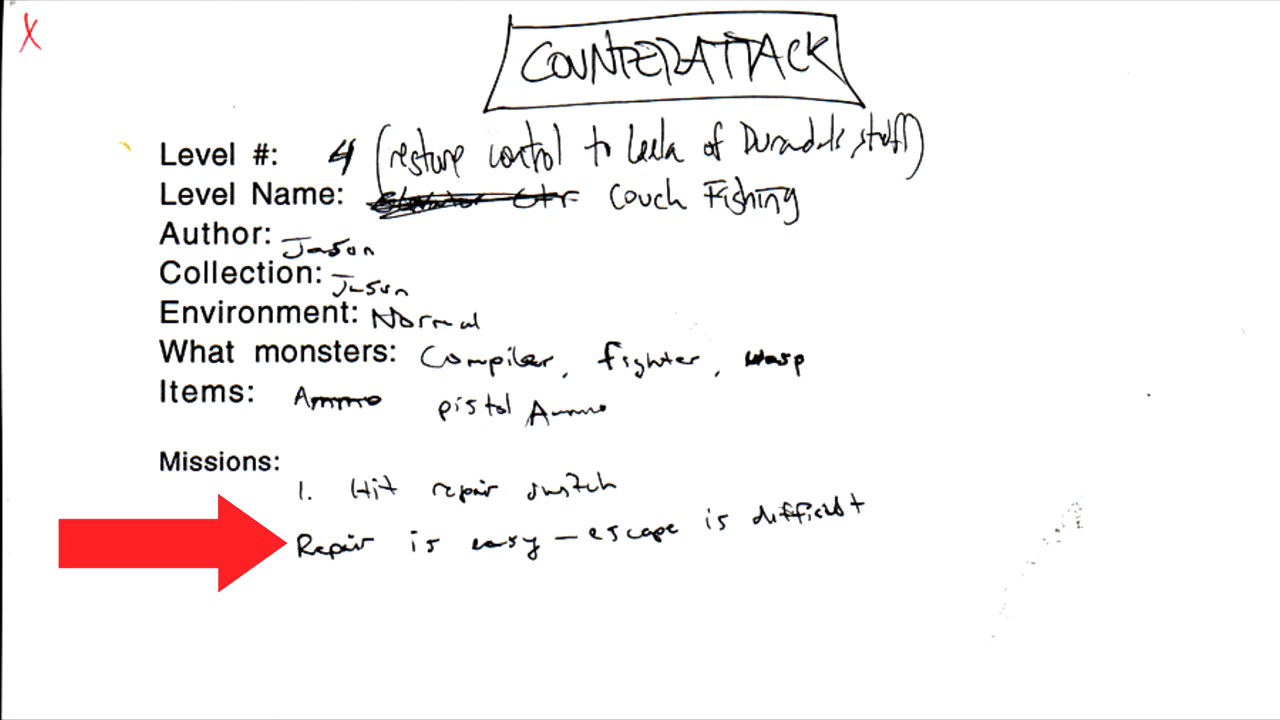 X
COUNTERATTACK
Level #: 4 (restore control to Leela of Durandal's stuff)
Level Name: Couch Fishing
Author: Jason
Collection: Jason
Environment: Normal
What monsters: Compiler, fighter, wasp
Items: Ammo pistol Ammo
Missions:
1. Hit repair switch
Repair is easy – escape is difficult